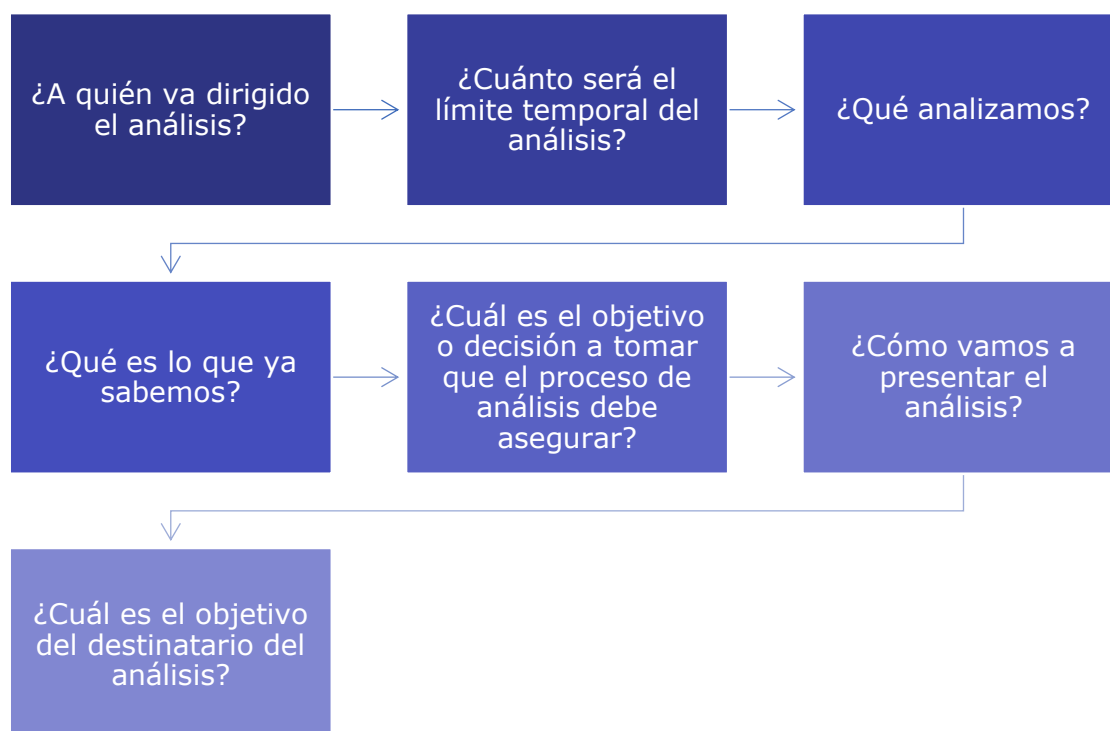 ¿A quién va dirigido
el análisis?
¿Cuánto será el
límite temporal del
análisis?
¿Qué analizamos?
¿Qué es lo que ya
sabemos?
¿Cuál es el objetivo
o decisión a tomar
que el proceso de
análisis debe
asegurar?
¿Cómo vamos a
presentar el
análisis?
¿Cuál es el objetivo
del destinatario del
análisis?